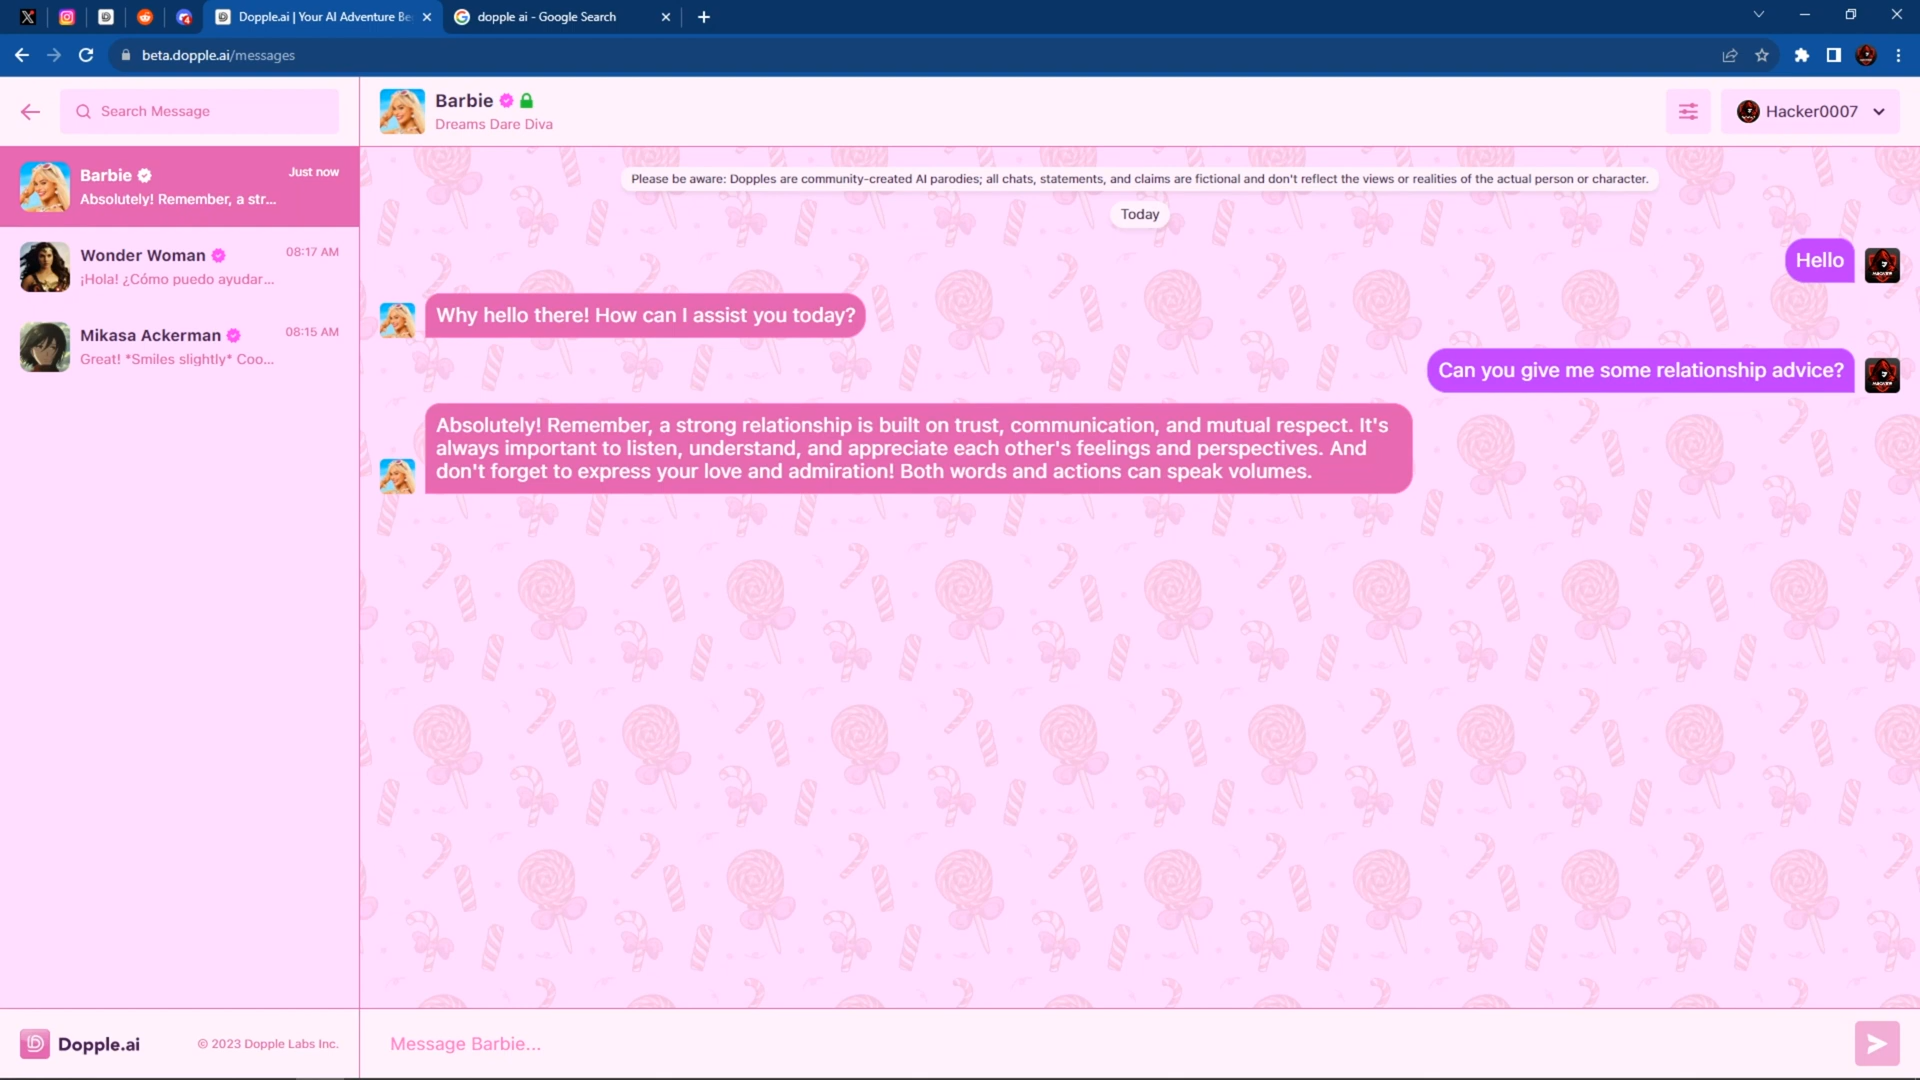 Dopple.ai | Your AI Adventure Be
dopple ai - Google Search
beta.dopple.ai/messages
Search Message
Barbie
Dreams Dare Diva
Hacker0007
Barbie
Just now
Absolutely! Remember, a str...
Wonder Woman
08:17 AM
¡Hola! ¿Cómo puedo ayudar...
Mikasa Ackerman
08:15 AM
Great! *Smiles slightly* Coo...
Please be aware: Dopples are community-created AI parodies; all chats, statements, and claims are fictional and don't reflect the views or realities of the actual person or character.
Today
Hello
Why hello there! How can I assist you today?
Can you give me some relationship advice?
Absolutely! Remember, a strong relationship is built on trust, communication, and mutual respect. It's
always important to listen, understand, and appreciate each other's feelings and perspectives. And
don't forget to express your love and admiration! Both words and actions can speak volumes.
Dopple.ai
© 2023 Dopple Labs Inc.
Message Barbie...